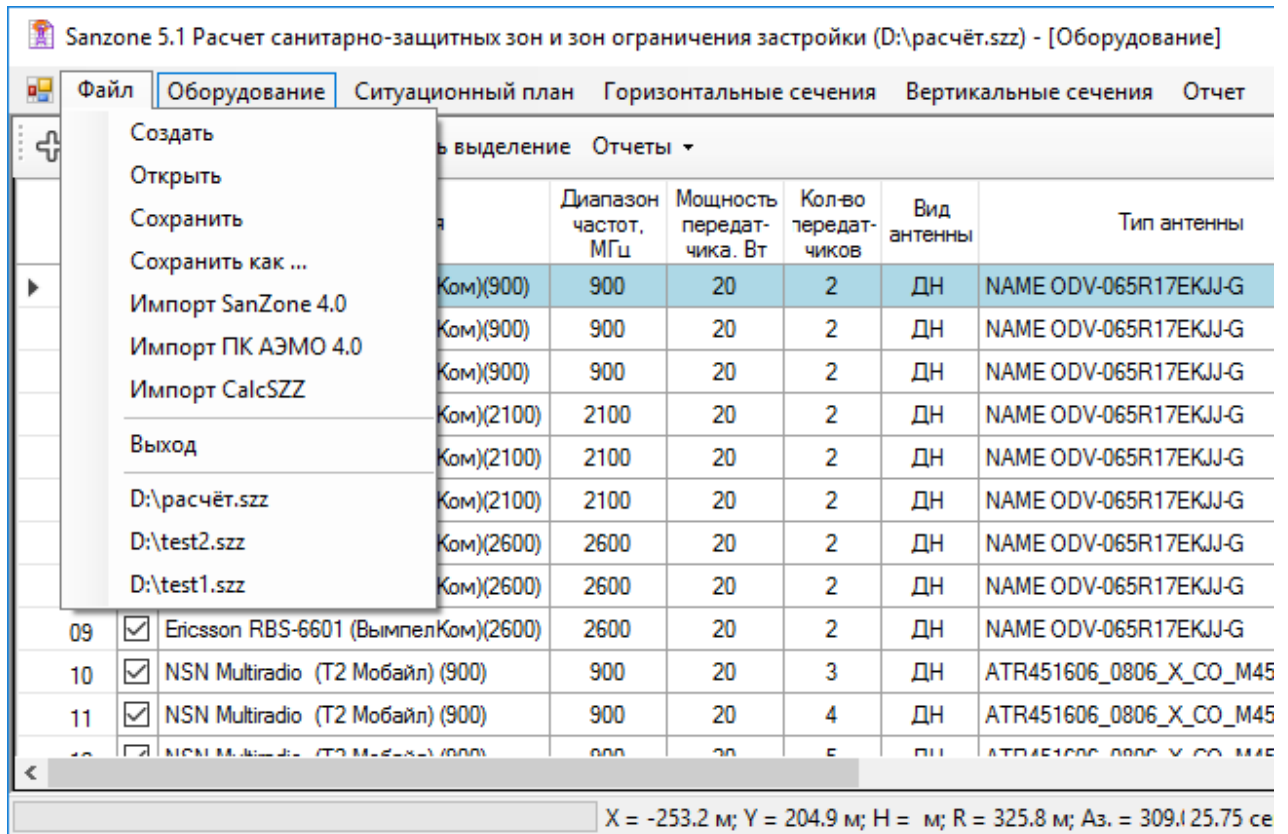 Sanzone 5.1 Расчет санитарно-защитных зон и зон ограничения застройки (D:\расчёт.szz) - [Оборудование]
Файл Оборудование Ситуационный план Горизонтальные сечения Вертикальные сечения Отчет
Создать
Открыть
Сохранить
Сохранить как ...
Импорт SanZone 4.0
Импорт ПК АЭМО 4.0
Импорт CalcSZZ
Выход
D:\расчёт.szz
D:\test2.szz
D:\test1.szz
выделение Отчеты
Диапазон частот, МГц Мощность передат-чика. Вт Кол-во передат-чиков Вид антенны Тип антенны
Ком)(900) 900 20 2 ДН NAME ODV-065R17EKJJ-G
Ком)(900) 900 20 2 ДН NAME ODV-065R17EKJJ-G
Ком)(900) 900 20 2 ДН NAME ODV-065R17EKJJ-G
Ком)(2100) 2100 20 2 ДН NAME ODV-065R17EKJJ-G
Ком)(2100) 2100 20 2 ДН NAME ODV-065R17EKJJ-G
Ком)(2100) 2100 20 2 ДН NAME ODV-065R17EKJJ-G
Ком)(2600) 2600 20 2 ДН NAME ODV-065R17EKJJ-G
Ком)(2600) 2600 20 2 ДН NAME ODV-065R17EKJJ-G
09 Ericsson RBS-6601 (ВымпелКом)(2600) 2600 20 2 ДН NAME ODV-065R17EKJJ-G
10 NSN Multiradio (Т2 Мобайл) (900) 900 20 3 ДН ATR451606_0806_X_CO_M45
11 NSN Multiradio (Т2 Мобайл) (900) 900 20 4 ДН ATR451606_0806_X_CO_M45
X = -253.2 м; Y = 204.9 м; H = м; R = 325.8 м; Аз. = 309.(25.75 се